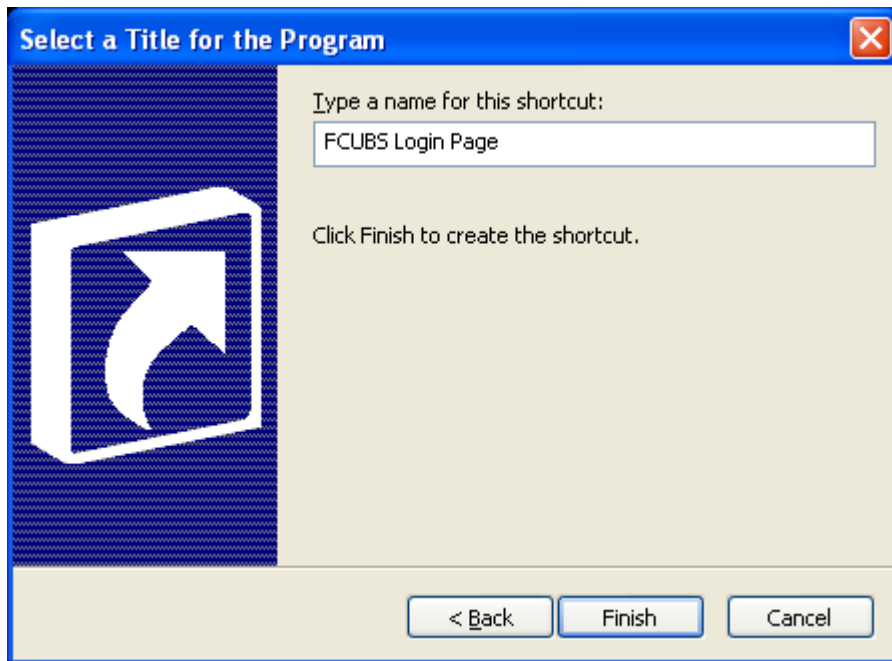 Select a Title for the Program
Type a name for this shortcut:
FCUBS Login Page
Click Finish to create the shortcut.
< Back
Finish
Cancel